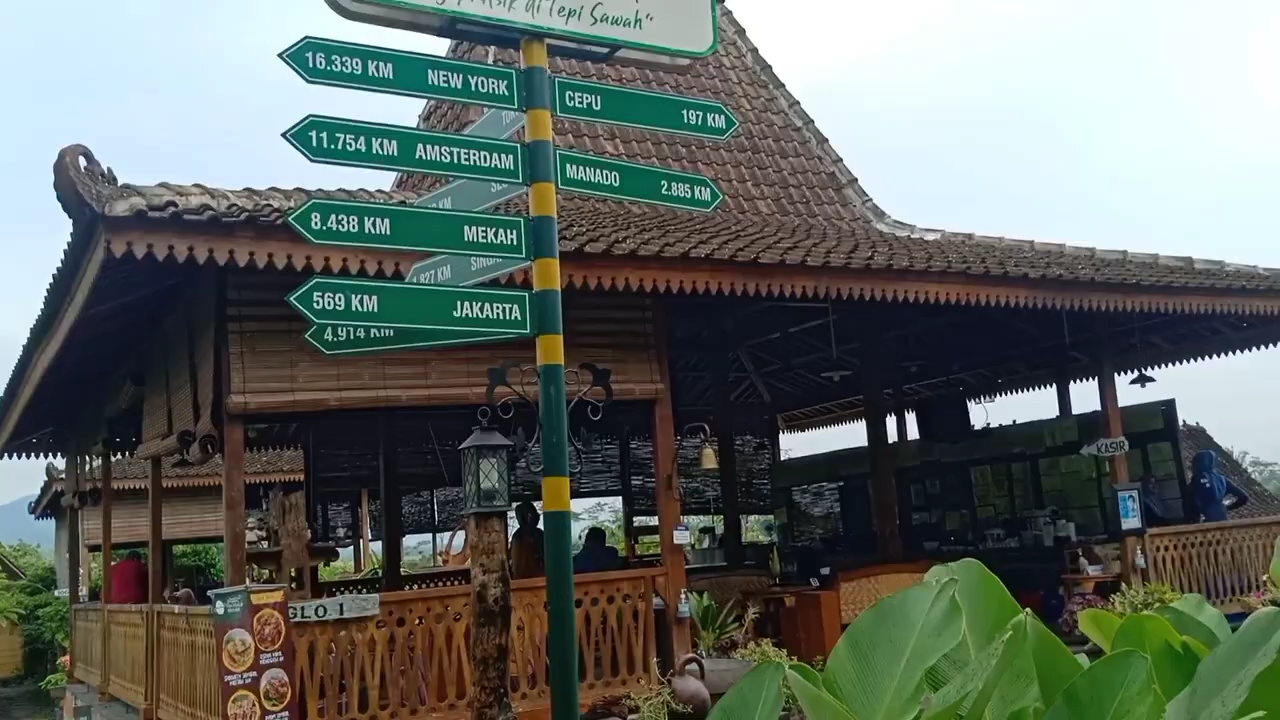 di Tepi Sawah"
16.339 KM NEW YORK
CEPU 197 KM
11.754 KM AMSTERDAM
MANADO 2.885 KM
8.438 KM MEKAH
569 KM JAKARTA
4.914 KM
KASIR
GLO.1